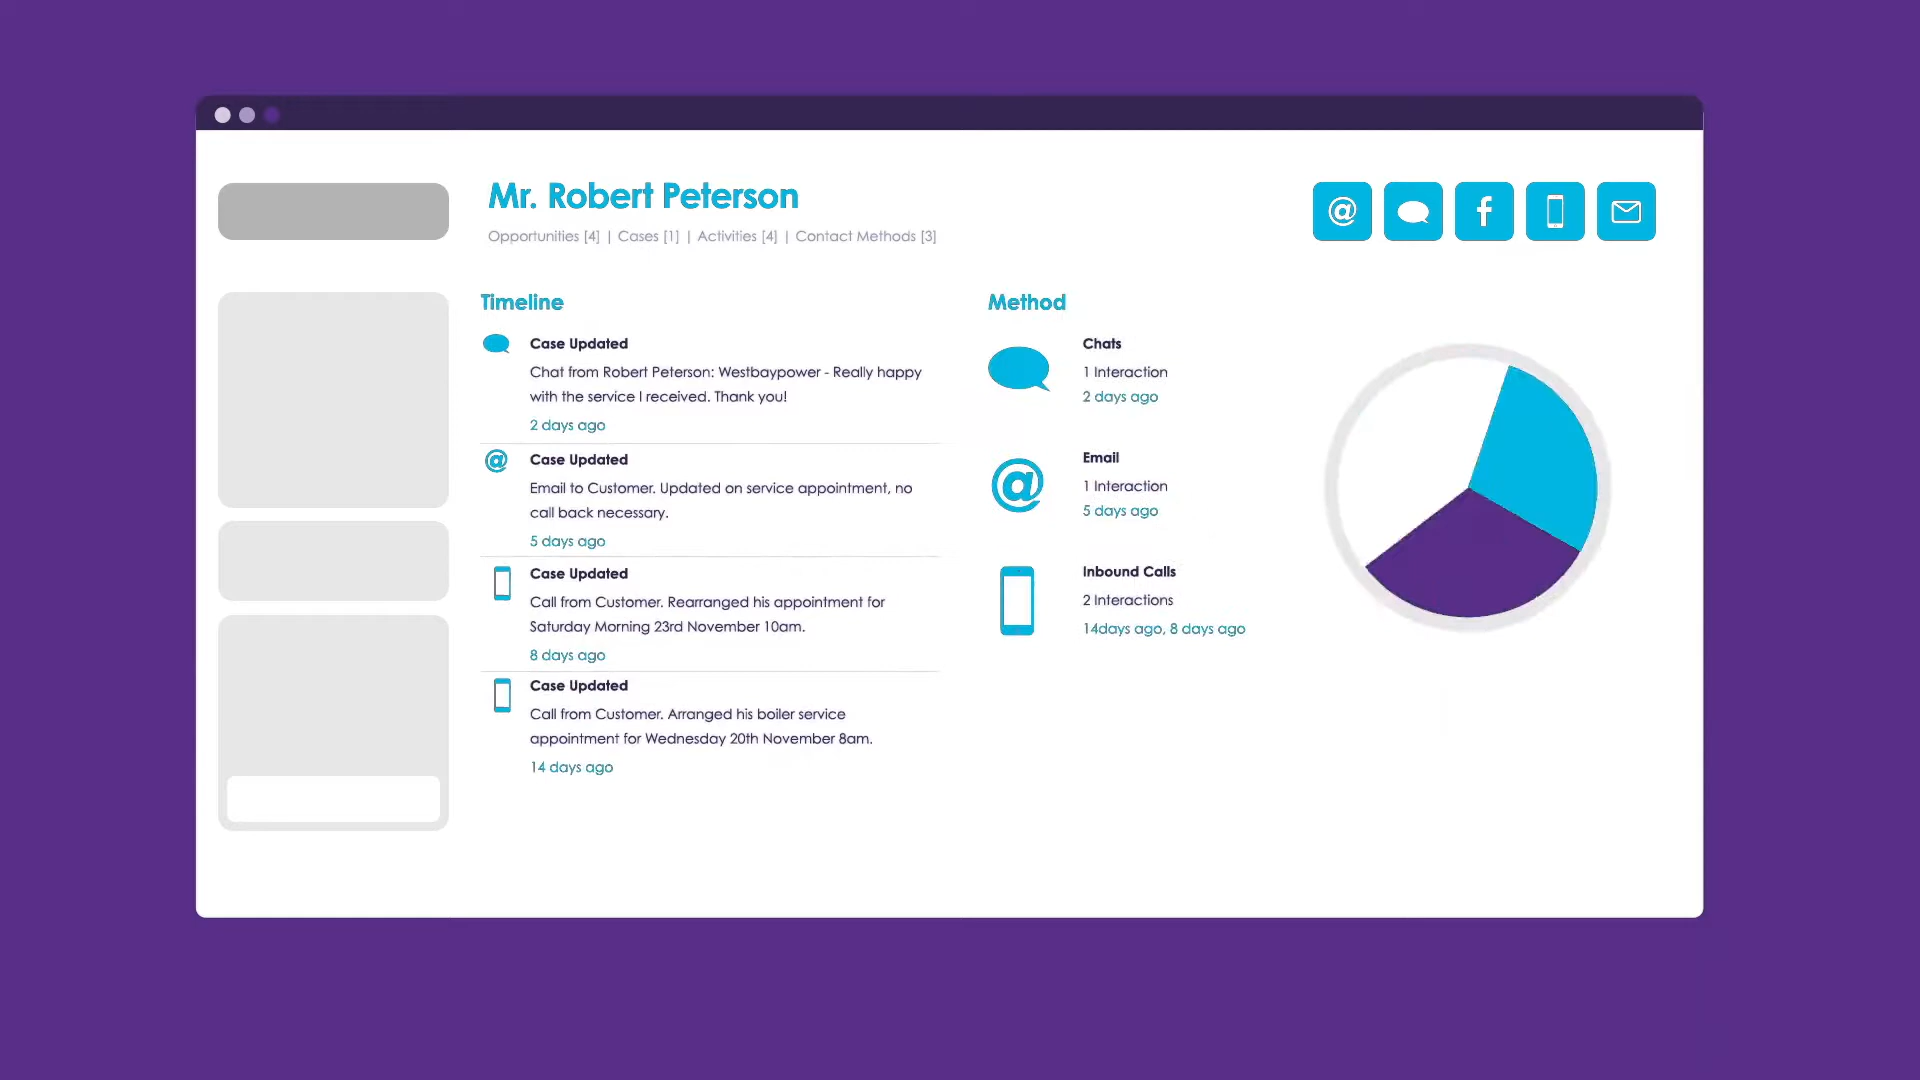 Mr. Robert Peterson
Opportunities [4] | Cases [1] | Activities [4] | Contact Methods [3]
Timeline
Case Updated
Chat from Robert Peterson: Westbaypower - Really happy
with the service I received. Thank you!
2 days ago
Case Updated
Email to Customer. Updated on service appointment, no
call back necessary.
5 days ago
Case Updated
Call from Customer. Rearranged his appointment for
Saturday Morning 23rd November 10am.
8 days ago
Case Updated
Call from Customer. Arranged his boiler service
appointment for Wednesday 20th November 8am.
14 days ago
Method
Chats
1 Interaction
2 days ago
Email
1 Interaction
5 days ago
Inbound Calls
2 Interactions
14days ago, 8 days ago